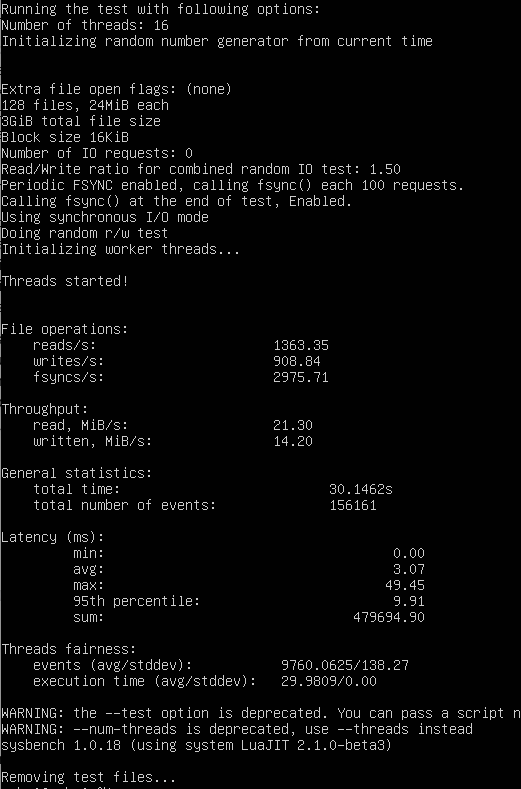 Running the test with following options:
Number of threads: 16
Initializing random number generator from current time
Extra file open flags: (none)
128 files, 24MiB each
3GiB total file size
Block size 16KiB
Number of IO requests: 0
Read/Write ratio for combined random IO test: 1.50
Periodic FSYNC enabled, calling fsync() each 100 requests.
Calling fsync() at the end of test, Enabled.
Using synchronous I/O mode
Doing random r/w test
Initializing worker threads...
Threads started!
File operations:
reads/s: 1363.35
writes/s: 908.84
fsyncs/s: 2975.71
Throughput:
read, MiB/s: 21.30
written, MiB/s: 14.20
General statistics:
total time: 30.1462s
total number of events: 156161
Latency (ms):
min: 0.00
avg: 3.07
max: 49.45
95th percentile: 9.91
sum: 479694.90
Threads fairness:
events (avg/stddev): 9760.0625/138.27
execution time (avg/stddev): 29.9809/0.00
WARNING: the --test option is deprecated. You can pass a script n
WARNING: --num-threads is deprecated, use --threads instead
sysbench 1.0.18 (using system LuaJIT 2.1.0-beta3)
Removing test files...